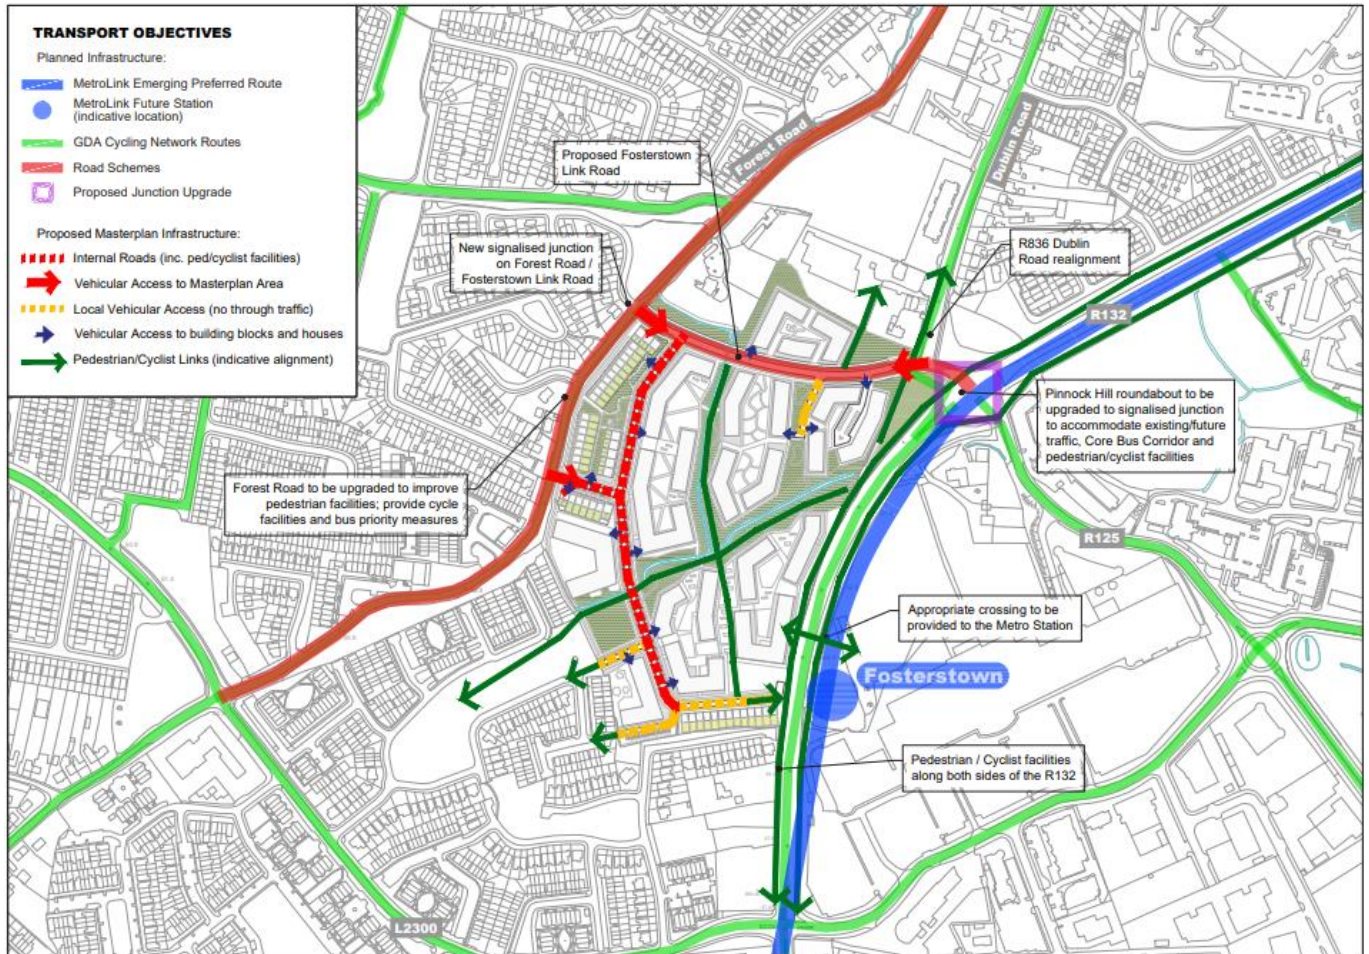 TRANSPORT OBJECTIVES
Planned Infrastructure:
MetroLink Emerging Preferred Route
MetroLink Future Station
(indicative location)
GDA Cycling Network Routes
Road Schemes
Proposed Junction Upgrade
Proposed Masterplan Infrastructure:
Internal Roads (inc. ped/cyclist facilities)
Vehicular Access to Masterplan Area
Local Vehicular Access (no through traffic)
Vehicular Access to building blocks and houses
Pedestrian/Cyclist Links (indicative alignment)
Forest Road
Dublin Road
Proposed Fosterstown
Link Road
New signalised junction
on Forest Road /
Fosterstown Link Road
R836 Dublin
Road realignment
R132
Pinnock Hill roundabout to be
upgraded to signalised junction
to accommodate existing/future
traffic, Core Bus Corridor and
pedestrian/cyclist facilities
Forest Road to be upgraded to improve
pedestrian facilities; provide cycle
facilities and bus priority measures
R125
Appropriate crossing to be
provided to the Metro Station
Fosterstown
Pedestrian / Cyclist facilities
along both sides of the R132
L2300